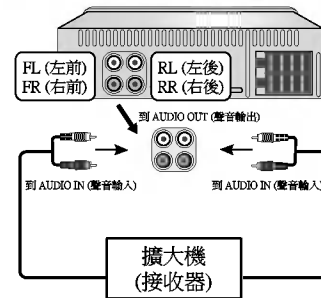 FL (左前)
FR (右前)
RL (左後)
RR (右後)
到 AUDIO OUT (聲音輸出)
到 AUDIO IN (聲音輸入)
到 AUDIO IN (聲音輸入)
擴大機
(接收器)